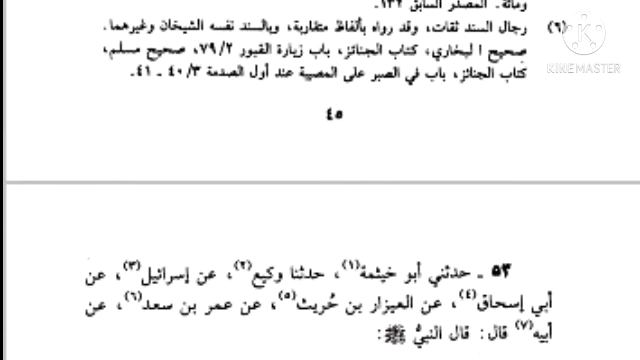 ومائة. المصدر السابق ١٣٢.
(٦) رجال السند ثقات، وقد رواه بألفاظ متقاربة، وبالسند نفسه الشيخان وغيرهما.
صحيح البخاري، كتاب الجنائز، باب زيارة القبور ٧٩/٢، صحيح مسلم،
كتاب الجنائز، باب في الصبر على المصيبة عند أول الصدمة ٤٠/٣ ـ ٤١.
KINEMASTER
٤٥
٥٣ ـ حدثني أبو خيثمة(١)، حدثنا وكيع(٢)، عن إسرائيل(٣)، عن
أبي إسحاق(٤)، عن العيزار بن حُريث(٥)، عن عمر بن سعد(٦)، عن
أبيه(٧) قال: قال النبيُّ ﷺ: